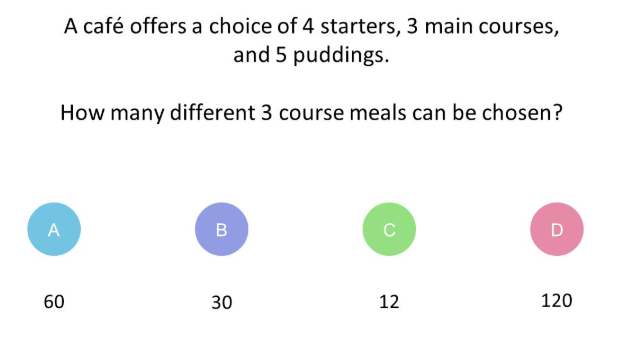 A café offers a choice of 4 starters, 3 main courses,
and 5 puddings.
How many different 3 course meals can be chosen?
A B C D
60 30 12 120